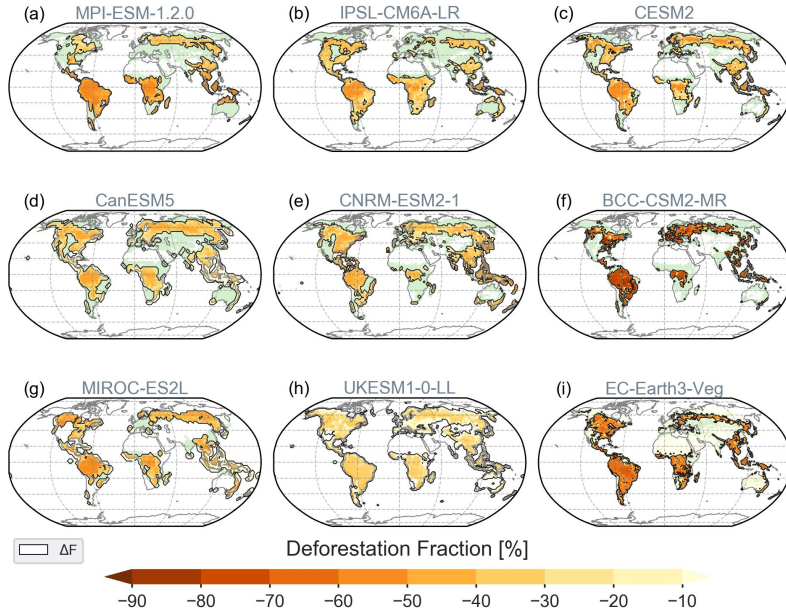 (a) MPI-ESM-1.2.0 (b) IPSL-CM6A-LR (c) CESM2
(d) CanESM5 (e) CNRM-ESM2-1 (f) BCC-CSM2-MR
(g) MIROC-ES2L (h) UKESM1-0-LL (i) EC-Earth3-Veg
ΔF
Deforestation Fraction [%]
−90 −80 −70 −60 −50 −40 −30 −20 −10